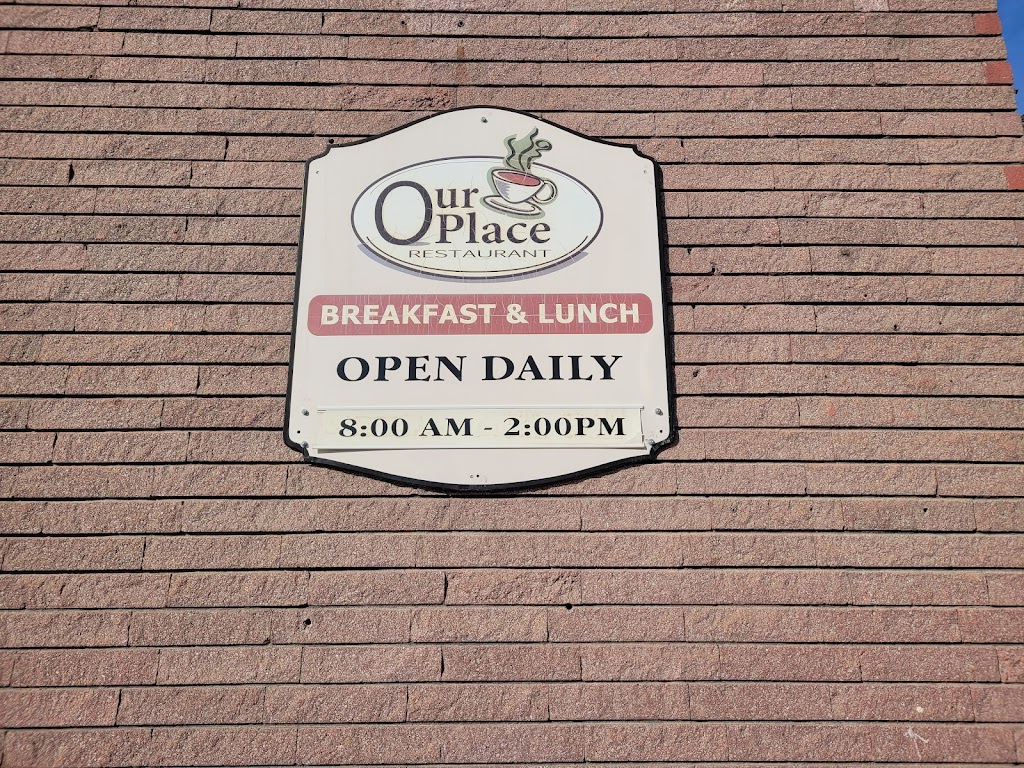 Our
Place
RESTAURANT
BREAKFAST & LUNCH
OPEN DAILY
8:00 AM - 2:00PM